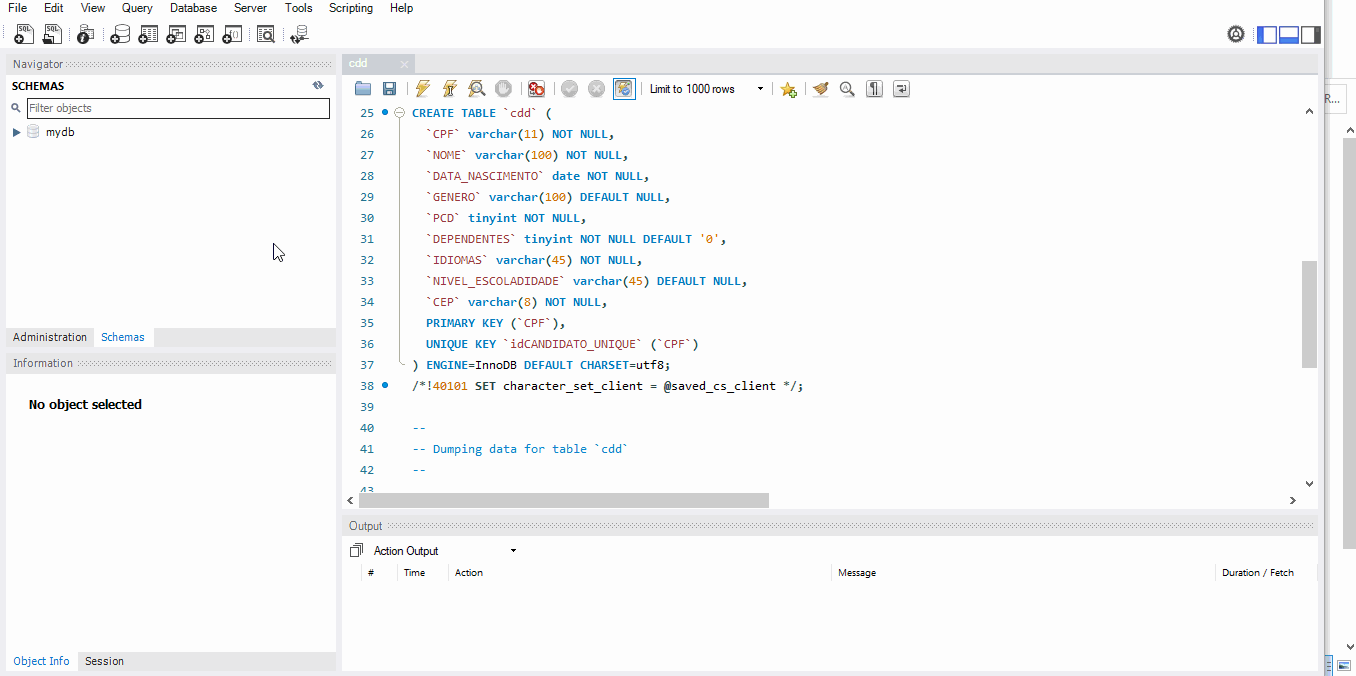 File Edit View Query Database Server Tools Scripting Help
Navigator
SCHEMAS
Filter objects
mydb
Administration Schemas
Information
No object selected
Object Info Session
cdd
Limit to 1000 rows
25 CREATE TABLE `cdd` (
26 `CPF` varchar(11) NOT NULL,
27 `NOME` varchar(100) NOT NULL,
28 `DATA_NASCIMENTO` date NOT NULL,
29 `GENERO` varchar(100) DEFAULT NULL,
30 `PCD` tinyint NOT NULL,
31 `DEPENDENTES` tinyint NOT NULL DEFAULT '0',
32 `IDIOMAS` varchar(45) NOT NULL,
33 `NIVEL_ESCOLADIDADE` varchar(45) DEFAULT NULL,
34 `CEP` varchar(8) NOT NULL,
35 PRIMARY KEY (`CPF`),
36 UNIQUE KEY `idCANDIDATO_UNIQUE` (`CPF`)
37 ) ENGINE=InnoDB DEFAULT CHARSET=utf8;
38 /*!40101 SET character_set_client = @saved_cs_client */;
39
40 --
41 -- Dumping data for table `cdd`
42 --
43
Output
Action Output
# Time Action Message Duration / Fetch
R...